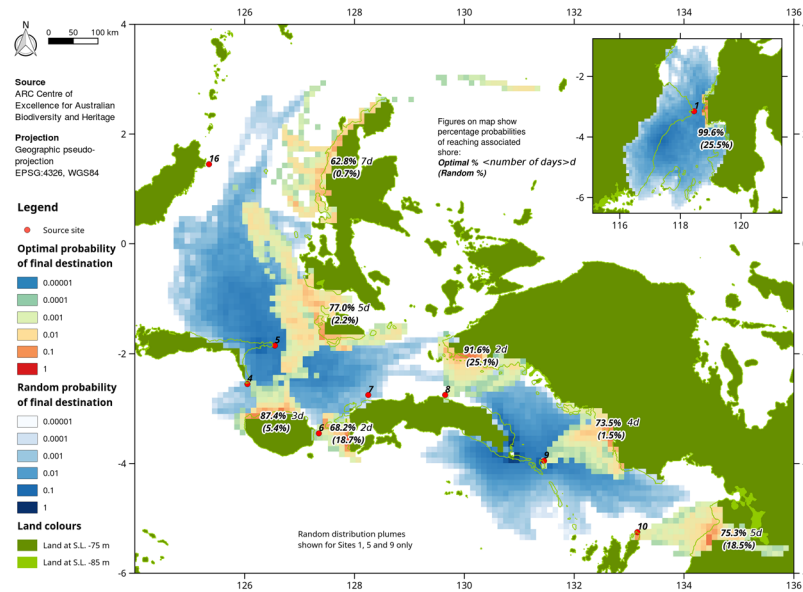 N
0 50 100 km
Source
ARC Centre of
Excellence for Australian
Biodiversity and Heritage
Projection
Geographic pseudo-
projection
EPSG:4326, WGS84
Legend
Source site
Optimal probability
of final destination
0.00001
0.0001
0.001
0.01
0.1
1
Random probability
of final destination
0.00001
0.0001
0.001
0.01
0.1
1
Land colours
Land at S.L. -75 m
Land at S.L. -85 m
126 128 130 132 134 136
4
2
0
-2
-4
-6
16
62.8% 7d
(0.7%)
Figures on map show
percentage probabilities
of reaching associated
shore:
Optimal % <number of days>d
(Random %)
-2
-4
-6
1
99.6%
(25.5%)
116 118 120
77.0% 5d
(2.2%)
5
4
91.6% 2d
(25.1%)
7
8
87.4% 3d
(5.4%)
6
68.2% 2d
(18.7%)
73.5% 4d
(1.5%)
9
10
75.3% 5d
(18.5%)
Random distribution plumes
shown for Sites 1, 5 and 9 only
126 128 130 132 134 136